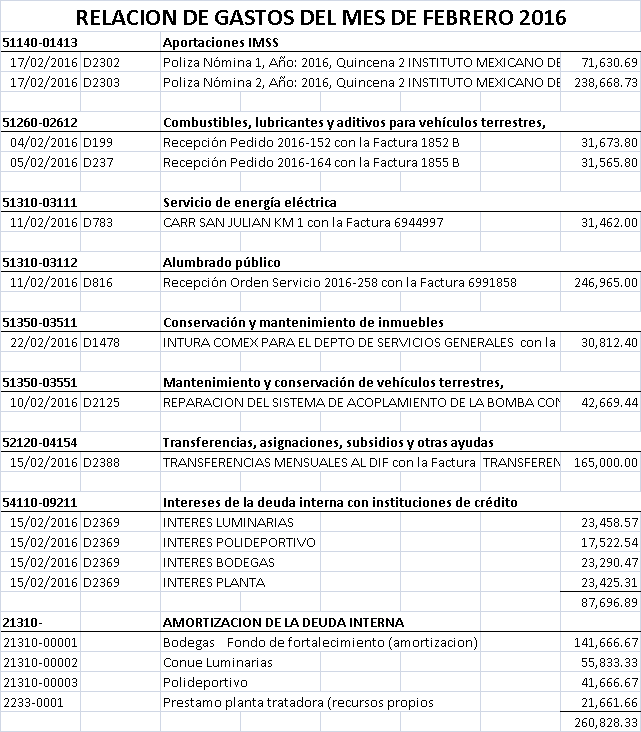 RELACION DE GASTOS DEL MES DE FEBRERO 2016
51140-01413 Aportaciones IMSS
17/02/2016 D2302 Poliza Nómina 1, Año: 2016, Quincena 2 INSTITUTO MEXICANO DE 71,630.69
17/02/2016 D2303 Poliza Nómina 2, Año: 2016, Quincena 2 INSTITUTO MEXICANO DE 238,668.73
51260-02612 Combustibles, lubricantes y aditivos para vehículos terrestres,
04/02/2016 D199 Recepción Pedido 2016-152 con la Factura 1852 B 31,673.80
05/02/2016 D237 Recepción Pedido 2016-164 con la Factura 1855 B 31,565.80
51310-03111 Servicio de energía eléctrica
11/02/2016 D783 CARR SAN JULIAN KM 1 con la Factura 6944997 31,462.00
51310-03112 Alumbrado público
11/02/2016 D816 Recepción Orden Servicio 2016-258 con la Factura 6991858 246,965.00
51350-03511 Conservación y mantenimiento de inmuebles
22/02/2016 D1478 INTURA COMEX PARA EL DEPTO DE SERVICIOS GENERALES con la 30,812.40
51350-03551 Mantenimiento y conservación de vehículos terrestres,
10/02/2016 D2125 REPARACION DEL SISTEMA DE ACOPLAMIENTO DE LA BOMBA CON 42,669.44
52120-04154 Transferencias, asignaciones, subsidios y otras ayudas
15/02/2016 D2388 TRANSFERENCIAS MENSUALES AL DIF con la Factura TRANSFEREN 165,000.00
54110-09211 Intereses de la deuda interna con instituciones de crédito
15/02/2016 D2369 INTERES LUMINARIAS 23,458.57
15/02/2016 D2369 INTERES POLIDEPORTIVO 17,522.54
15/02/2016 D2369 INTERES BODEGAS 23,290.47
15/02/2016 D2369 INTERES PLANTA 23,425.31
87,696.89
21310- AMORTIZACION DE LA DEUDA INTERNA
21310-00001 Bodegas Fondo de fortalecimiento (amortizacion) 141,666.67
21310-00002 Conue Luminarias 55,833.33
21310-00003 Polideportivo 41,666.67
2233-0001 Prestamo planta tratadora (recursos propios 21,661.66
260,828.33